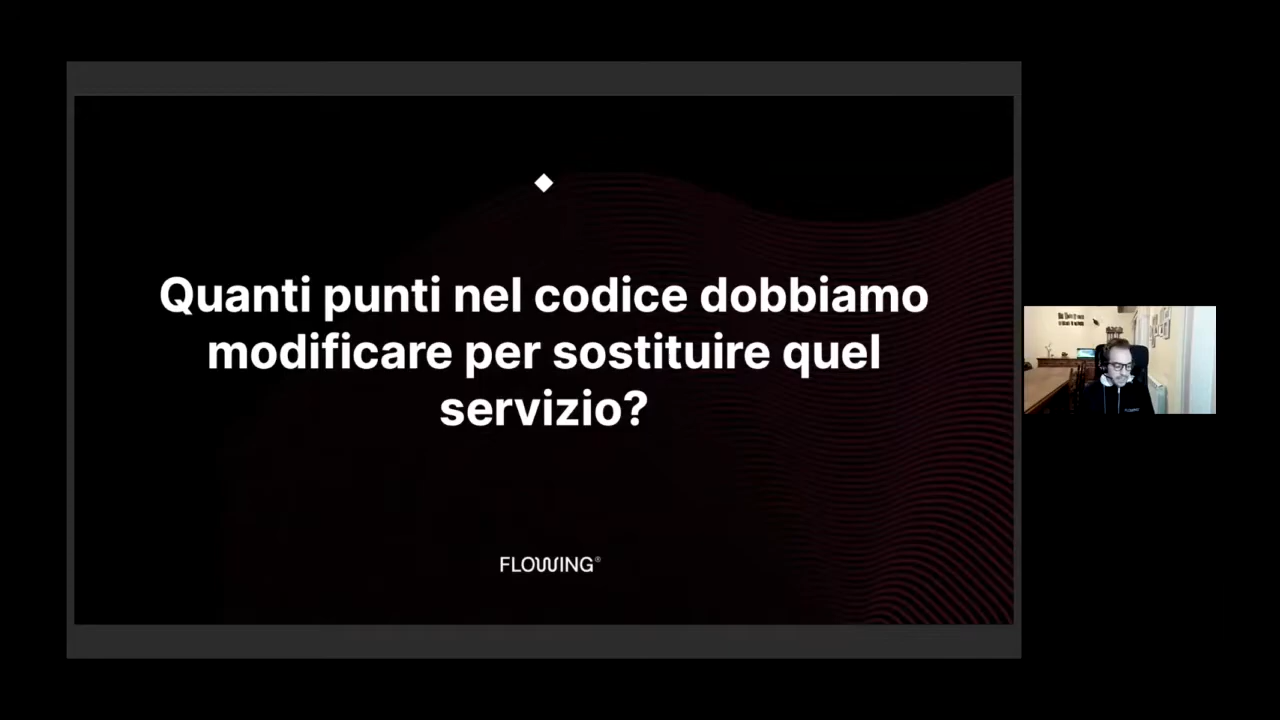 Quanti punti nel codice dobbiamo
modificare per sostituire quel
servizio?
FLOWING®